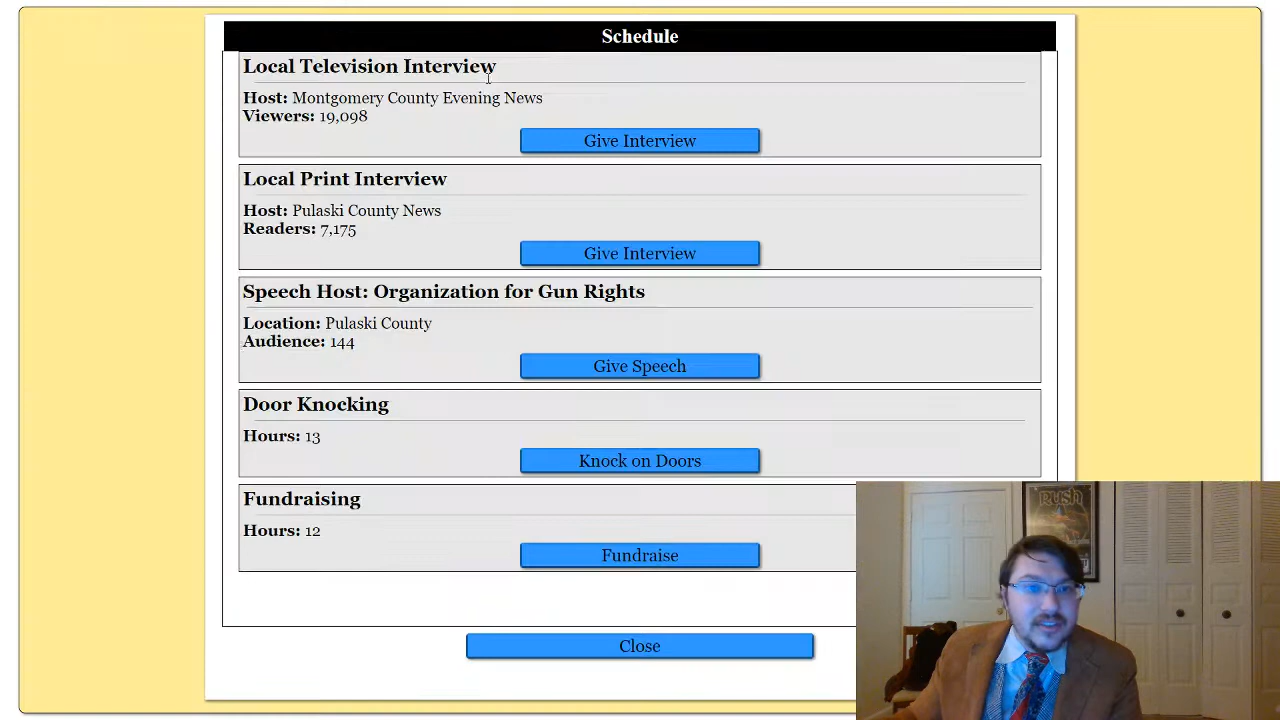 Schedule
Local Television Interview
Host: Montgomery County Evening News
Viewers: 19,098
Give Interview
Local Print Interview
Host: Pulaski County News
Readers: 7,175
Give Interview
Speech Host: Organization for Gun Rights
Location: Pulaski County
Audience: 144
Give Speech
Door Knocking
Hours: 13
Knock on Doors
Fundraising
Hours: 12
Fundraise
Close
RUSH